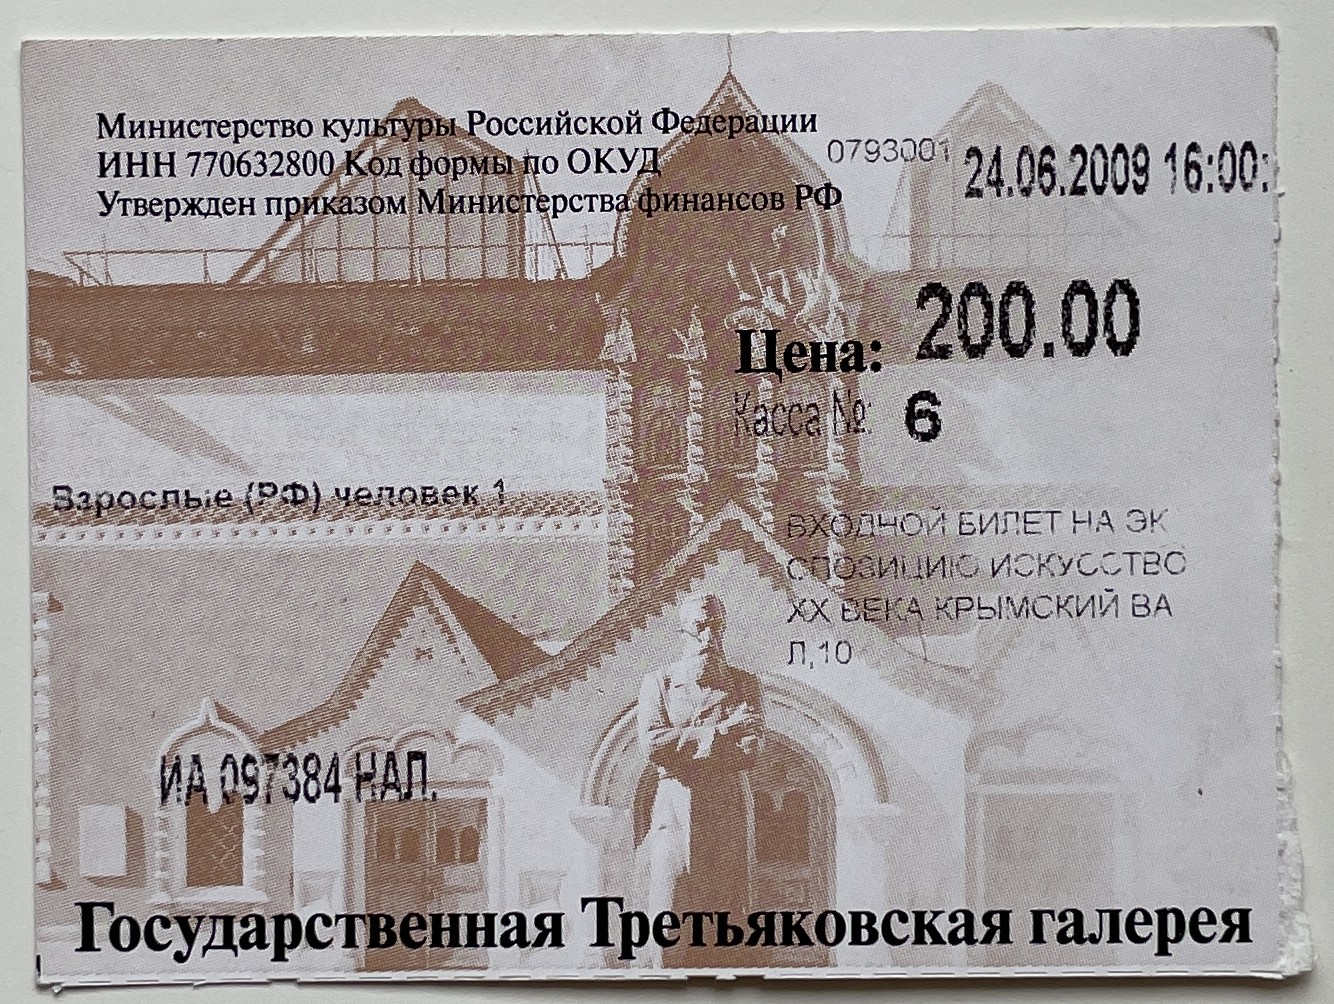 Министерство культуры Российской Федерации
ИНН 770632800 Код формы по ОКУД
0793001
24.06.2009 16:00:
Утвержден приказом Министерства финансов РФ
Цена: 200.00
Касса №: 6
Взрослые (РФ) человек 1
ВХОДНОЙ БИЛЕТ НА ЭК
СПОЗИЦИЮ ИСКУССТВО
ХХ ВЕКА КРЫМСКИЙ ВА
Л,10
ИА 097384 НАЛ.
Государственная Третьяковская галерея